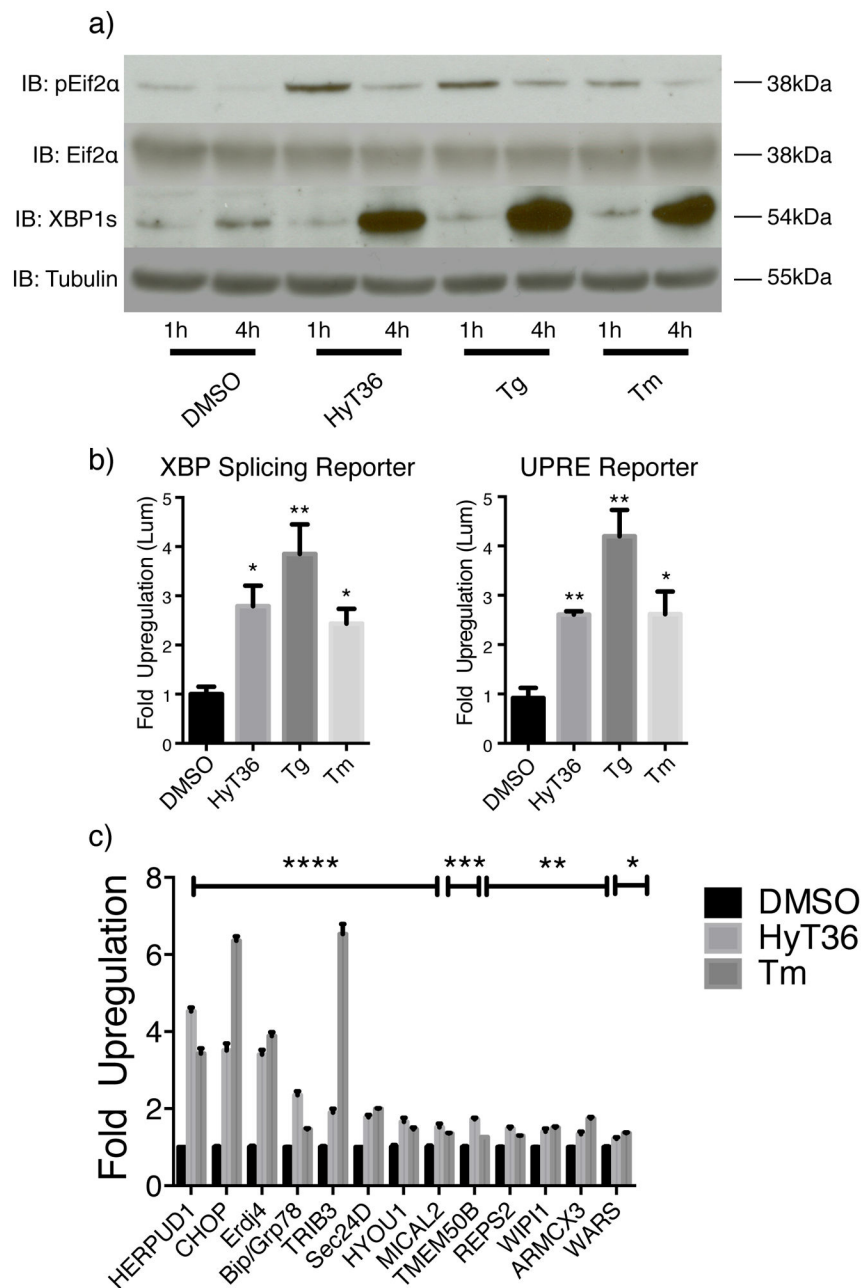 a)
IB: pEif2α
38kDa
IB: Eif2α
38kDa
IB: XBP1s
54kDa
IB: Tubulin
55kDa
1h 4h 1h 4h 1h 4h 1h 4h
DMSO HyT36 Tg Tm
b)
XBP Splicing Reporter
Fold Upregulation (Lum)
5
4
3
2
1
0
* ** *
DMSO HyT36 Tg Tm
UPRE Reporter
Fold Upregulation (Lum)
5
4
3
2
1
0
** ** *
DMSO HyT36 Tg Tm
c)
Fold Upregulation
8
6
4
2
0
**** *** ** *
HERPUD1 CHOP Erdj4 Bip/Grp78 TRIB3 Sec24D HYOU1 MICAL2 TMEM50B REPS2 WIPI1 ARMCX3 WARS
DMSO
HyT36
Tm